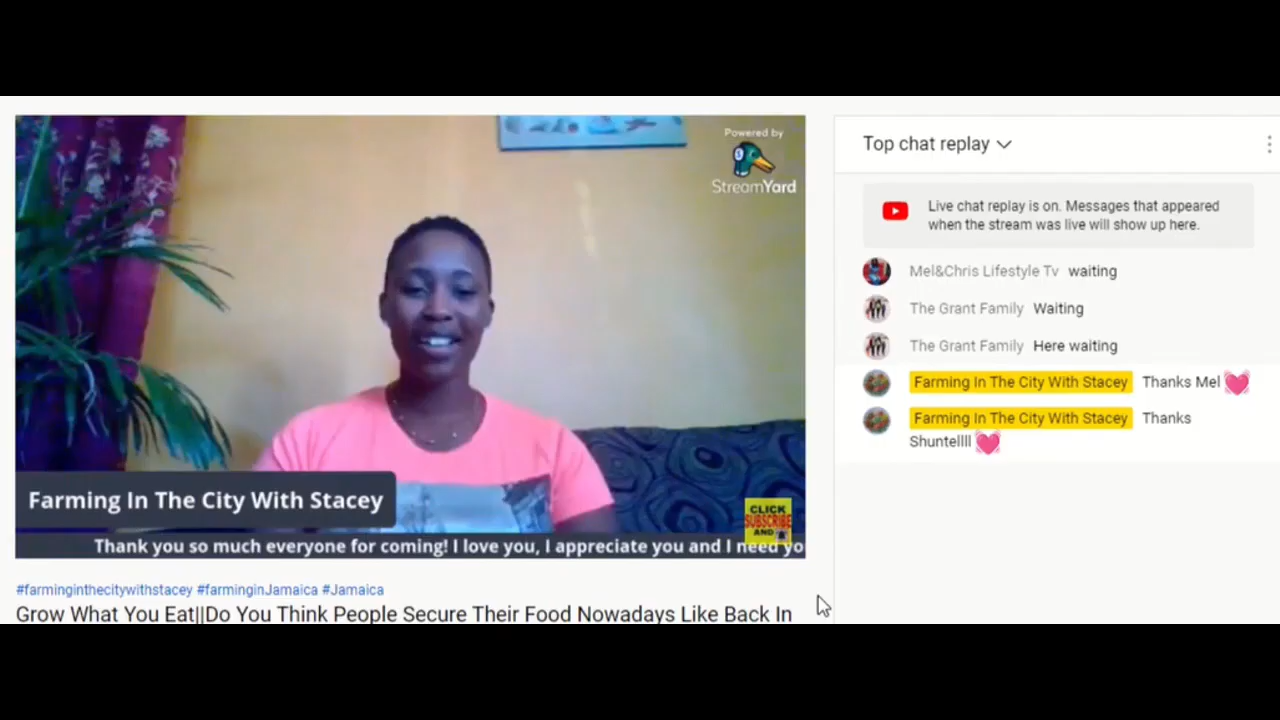 Powered by
StreamYard
Farming In The City With Stacey
CLICK
SUBSCRIBE
AND
Thank you so much everyone for coming! I love you, I appreciate you and I need yo
#farminginthecitywithstacey #farminginJamaica #Jamaica
Grow What You Eat||Do You Think People Secure Their Food Nowadays Like Back In
Top chat replay
Live chat replay is on. Messages that appeared
when the stream was live will show up here.
Mel&Chris Lifestyle Tv waiting
The Grant Family Waiting
The Grant Family Here waiting
Farming In The City With Stacey Thanks Mel
Farming In The City With Stacey Thanks
Shuntellll